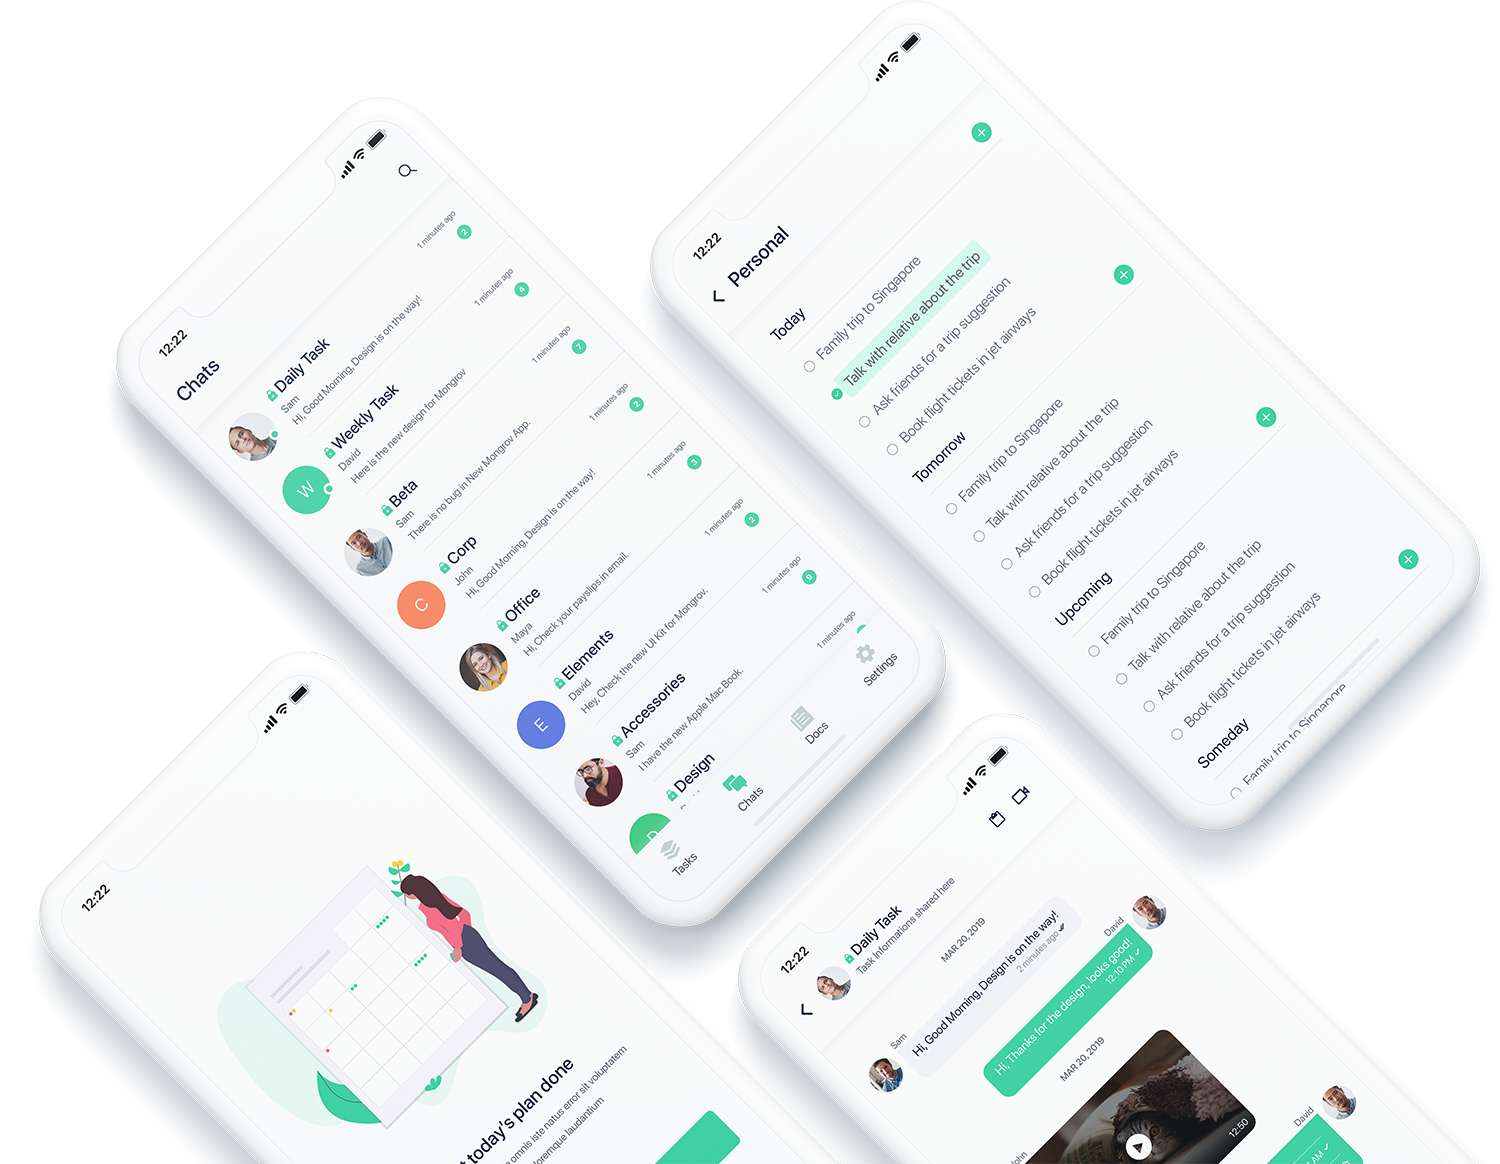 12:22
Chats
Daily Task
Sam
Hi, Good Morning, Design is on the way!
1 minutes ago
2
W
Weekly Task
David
Here is the new design for Mongrov
1 minutes ago
4
Beta
Sam
There is no bug in New Mongrov App.
1 minutes ago
7
C
Corp
John
Hi, Good Morning, Design is on the way!
1 minutes ago
2
Office
Maya
Hi, Check your payslips in email.
1 minutes ago
3
E
Elements
David
Hey, Check the new UI Kit for Mongrov.
1 minutes ago
2
Accessories
Sam
I have the new Apple Mac Book.
1 minutes ago
9
Design
1 minutes ago
Tasks
Chats
Docs
Settings
12:22
Personal
Today
Family trip to Singapore
Talk with relative about the trip
Ask friends for a trip suggestion
Book flight tickets in jet airways
Tomorrow
Family trip to Singapore
Talk with relative about the trip
Ask friends for a trip suggestion
Book flight tickets in jet airways
Upcoming
Family trip to Singapore
Talk with relative about the trip
Ask friends for a trip suggestion
Book flight tickets in jet airways
Someday
Family trip to Singapore
12:22
t today's plan done
e omnis iste natus error sit voluptatem
loremque laudantium
12:22
Daily Task
Task Informations shared here
MAR 20, 2019
Sam
Hi, Good Morning, Design is on the way!
2 minutes ago
David
Hi, Thanks for the design, looks good!
12:10 PM
MAR 20, 2019
John
12:50
David
AM